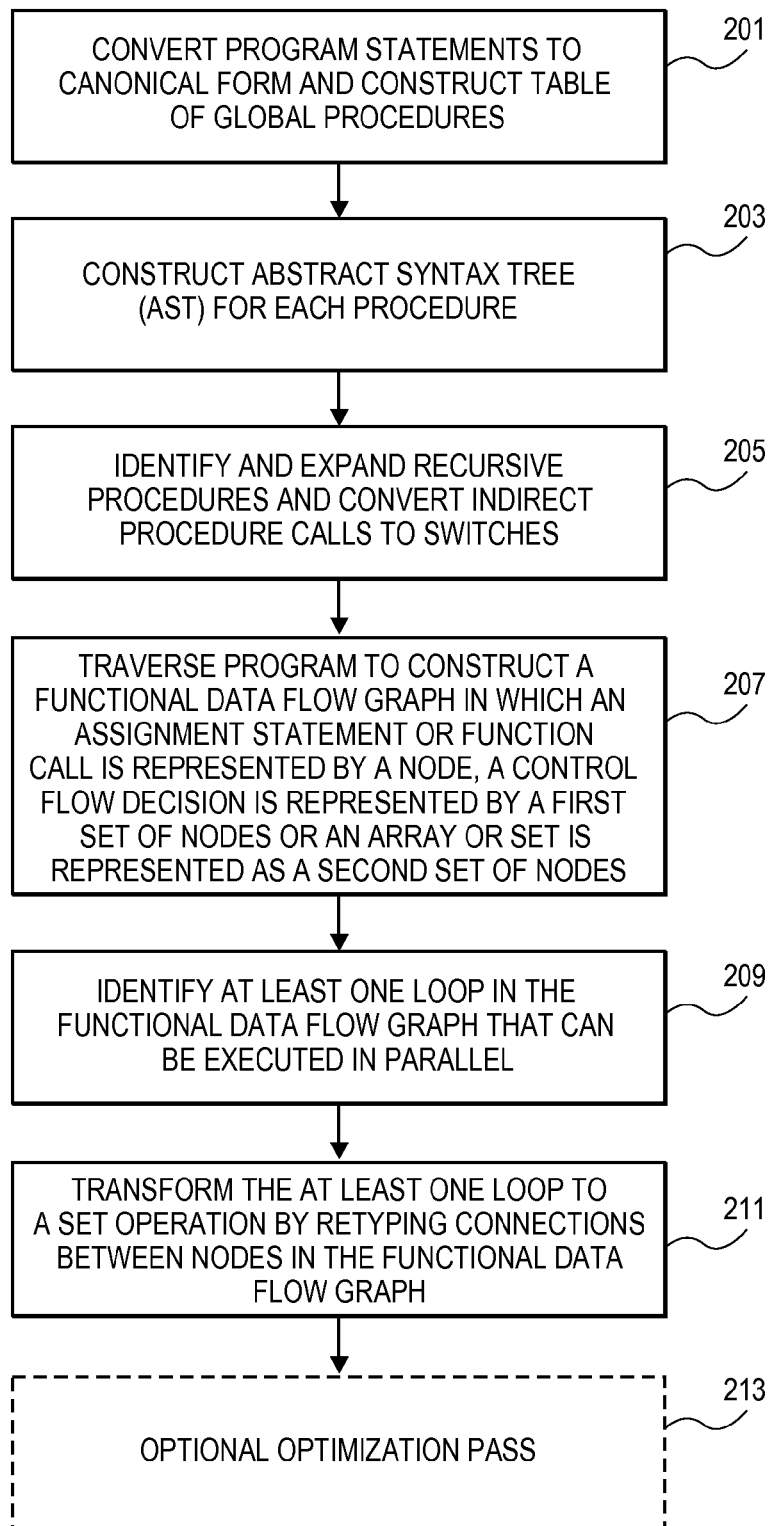 201
CONVERT PROGRAM STATEMENTS TO
CANONICAL FORM AND CONSTRUCT TABLE
OF GLOBAL PROCEDURES
203
CONSTRUCT ABSTRACT SYNTAX TREE
(AST) FOR EACH PROCEDURE
205
IDENTIFY AND EXPAND RECURSIVE
PROCEDURES AND CONVERT INDIRECT
PROCEDURE CALLS TO SWITCHES
207
TRAVERSE PROGRAM TO CONSTRUCT A
FUNCTIONAL DATA FLOW GRAPH IN WHICH AN
ASSIGNMENT STATEMENT OR FUNCTION
CALL IS REPRESENTED BY A NODE, A CONTROL
FLOW DECISION IS REPRESENTED BY A FIRST
SET OF NODES OR AN ARRAY OR SET IS
REPRESENTED AS A SECOND SET OF NODES
209
IDENTIFY AT LEAST ONE LOOP IN THE
FUNCTIONAL DATA FLOW GRAPH THAT CAN
BE EXECUTED IN PARALLEL
211
TRANSFORM THE AT LEAST ONE LOOP TO
A SET OPERATION BY RETYPING CONNECTIONS
BETWEEN NODES IN THE FUNCTIONAL DATA
FLOW GRAPH
213
OPTIONAL OPTIMIZATION PASS